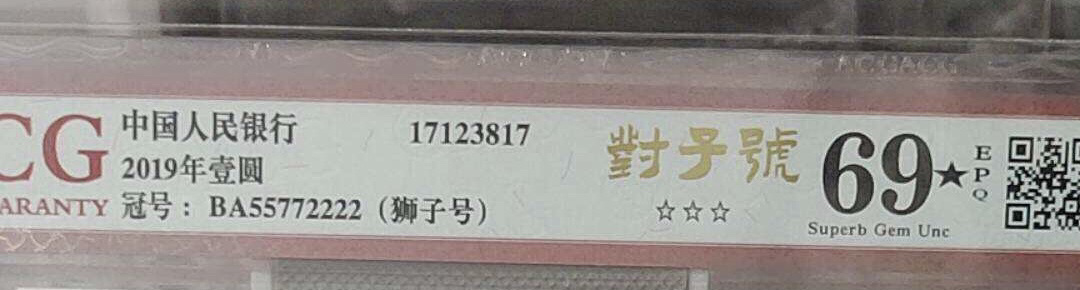 CG
ARANTY
中国人民银行
17123817
2019年壹圆
冠号：BA55772222（狮子号）
對子號
☆☆☆
69★
EPQ
Superb Gem Unc